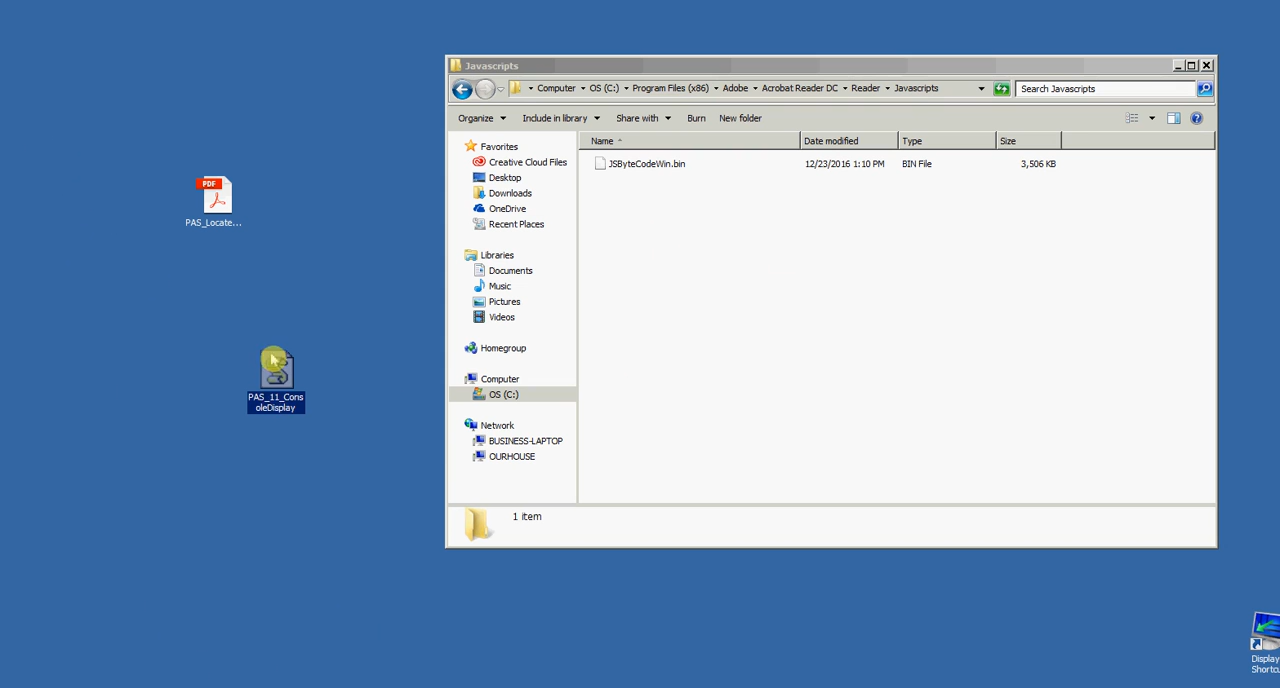 Javascripts
Computer OS (C:) Program Files (x86) Adobe Acrobat Reader DC Reader Javascripts
Search Javascripts
Organize Include in library Share with Burn New folder
Name Date modified Type Size
JSByteCodeWin.bin 12/23/2016 1:10 PM BIN File 3,506 KB
Favorites
Creative Cloud Files
Desktop
Downloads
OneDrive
Recent Places
Libraries
Documents
Music
Pictures
Videos
Homegroup
Computer
OS (C:)
Network
BUSINESS-LAPTOP
OURHOUSE
1 item
PDF
PAS_Locate...
PAS_11_Cons
oleDisplay
Display